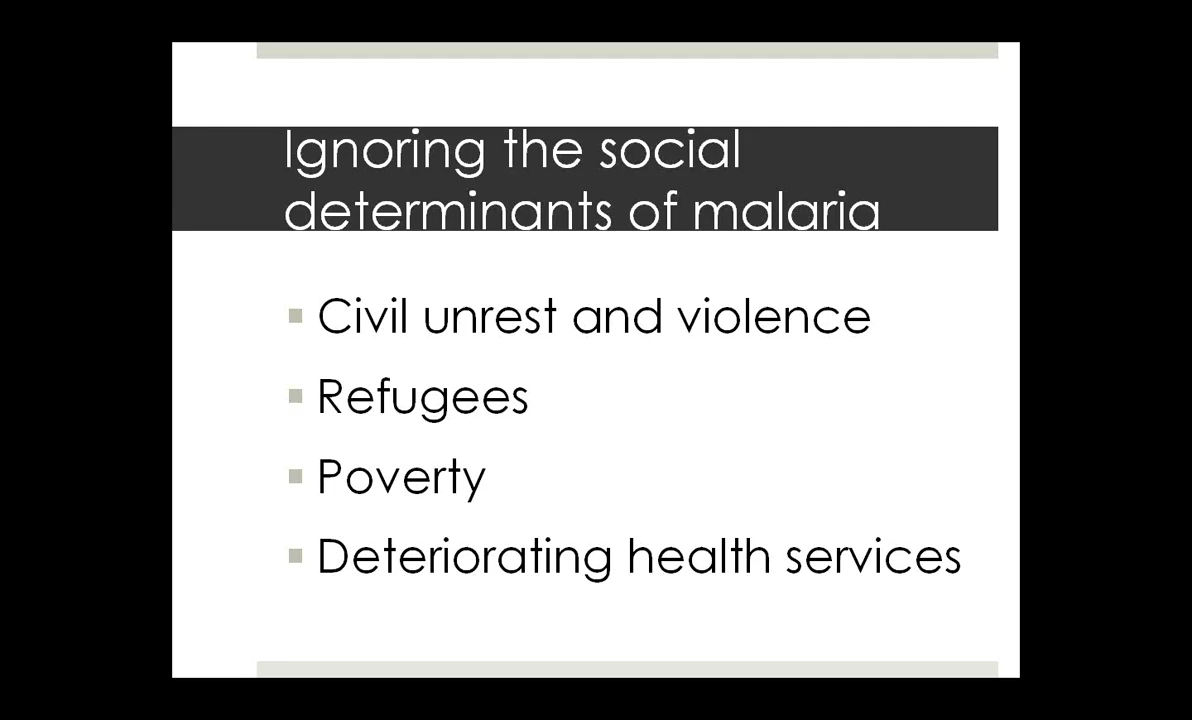 Ignoring the social
determinants of malaria
Civil unrest and violence
Refugees
Poverty
Deteriorating health services